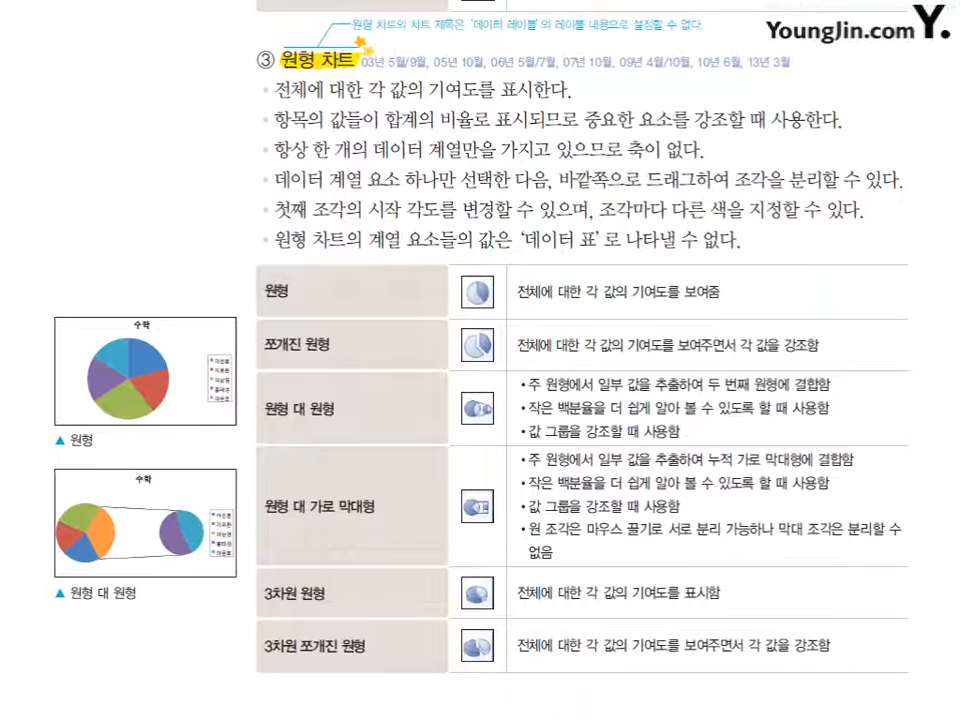 원형 차트의 차트 제목은 '데이터 레이블'의 레이블 내용으로 설정할 수 없다.
YoungJin.com Y.
③ 원형 차트 03년 5월/9월, 05년 10월, 06년 5월/7월, 07년 10월, 09년 4월/10월, 10년 6월, 13년 3월
• 전체에 대한 각 값의 기여도를 표시한다.
• 항목의 값들이 합계의 비율로 표시되므로 중요한 요소를 강조할 때 사용한다.
• 항상 한 개의 데이터 계열만을 가지고 있으므로 축이 없다.
• 데이터 계열 요소 하나만 선택한 다음, 바깥쪽으로 드래그하여 조각을 분리할 수 있다.
• 첫째 조각의 시작 각도를 변경할 수 있으며, 조각마다 다른 색을 지정할 수 있다.
• 원형 차트의 계열 요소들의 값은 '데이터 표'로 나타낼 수 없다.
원형
전체에 대한 각 값의 기여도를 보여줌
쪼개진 원형
전체에 대한 각 값의 기여도를 보여주면서 각 값을 강조함
원형 대 원형
• 주 원형에서 일부 값을 추출하여 두 번째 원형에 결합함
• 작은 백분율을 더 쉽게 알아 볼 수 있도록 할 때 사용함
• 값 그룹을 강조할 때 사용함
원형 대 가로 막대형
• 주 원형에서 일부 값을 추출하여 누적 가로 막대형에 결합함
• 작은 백분율을 더 쉽게 알아 볼 수 있도록 할 때 사용함
• 값 그룹을 강조할 때 사용함
• 원 조각은 마우스 끌기로 서로 분리 가능하나 막대 조각은 분리할 수
없음
3차원 원형
전체에 대한 각 값의 기여도를 표시함
3차원 쪼개진 원형
전체에 대한 각 값의 기여도를 보여주면서 각 값을 강조함
수학
▲ 원형
수학
▲ 원형 대 원형